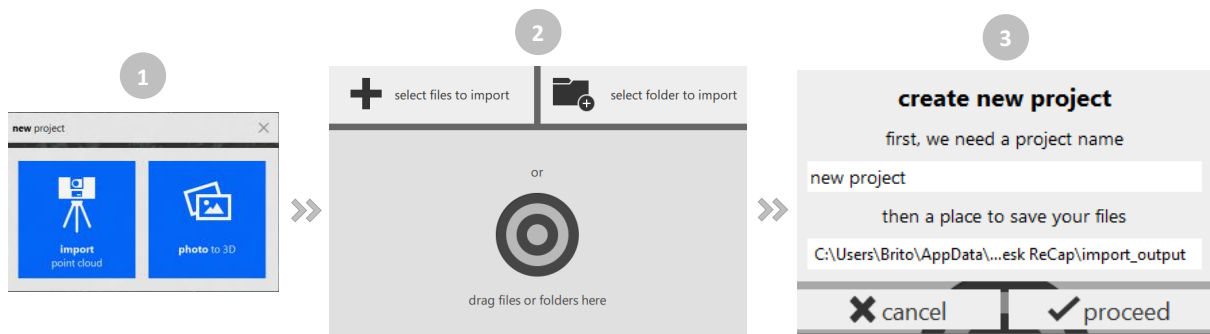 1
new project
import
point cloud
photo to 3D
2
select files to import
select folder to import
or
drag files or folders here
3
create new project
first, we need a project name
new project
then a place to save your files
C:\Users\Brito\AppData\...esk ReCap\import_output
cancel
proceed